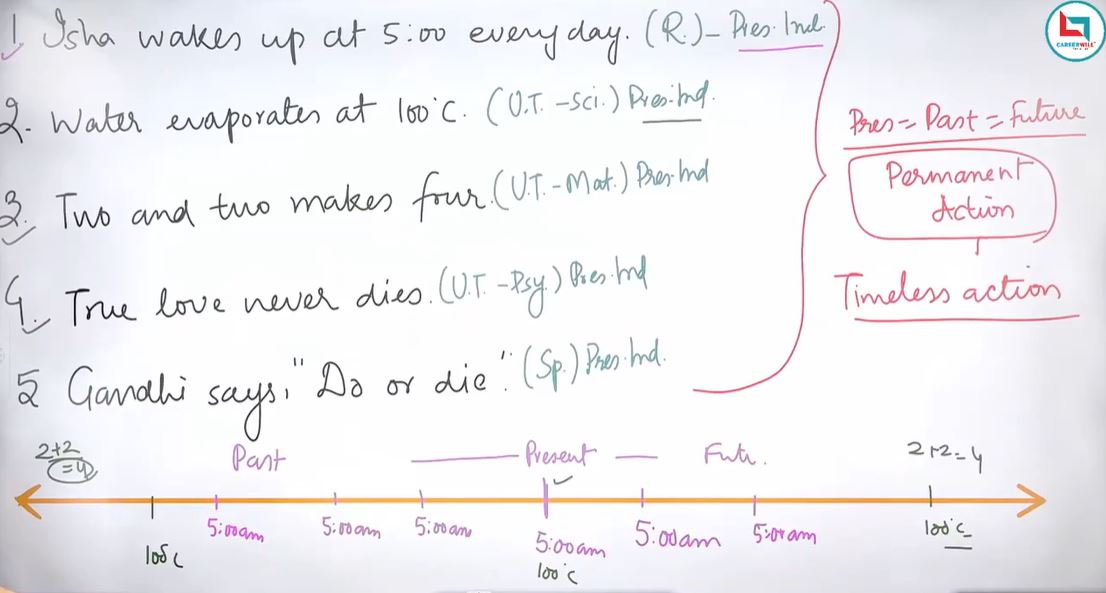 1 Isha wakes up at 5:00 everyday. (R.) – Pres. Ind.
CAREERWILL
2. Water evaporates at 100°C. (U.T. – Sci.) Pres. Ind.
Pres = Past = Future
Permanent
Action
3. Two and two makes four. (U.T. – Mat.) Pres. Ind
4. True love never dies. (U.T. – Psy.) Pres. Ind
Timeless action
5 Gandhi says, "Do or die". (Sp.) Pres. Ind.
2+2
=4
Past Present Futu.
2+2=4
5:00am 5:00am 5:00am 5:00am 5:00am 5:00am
100°C 100°C 100°C